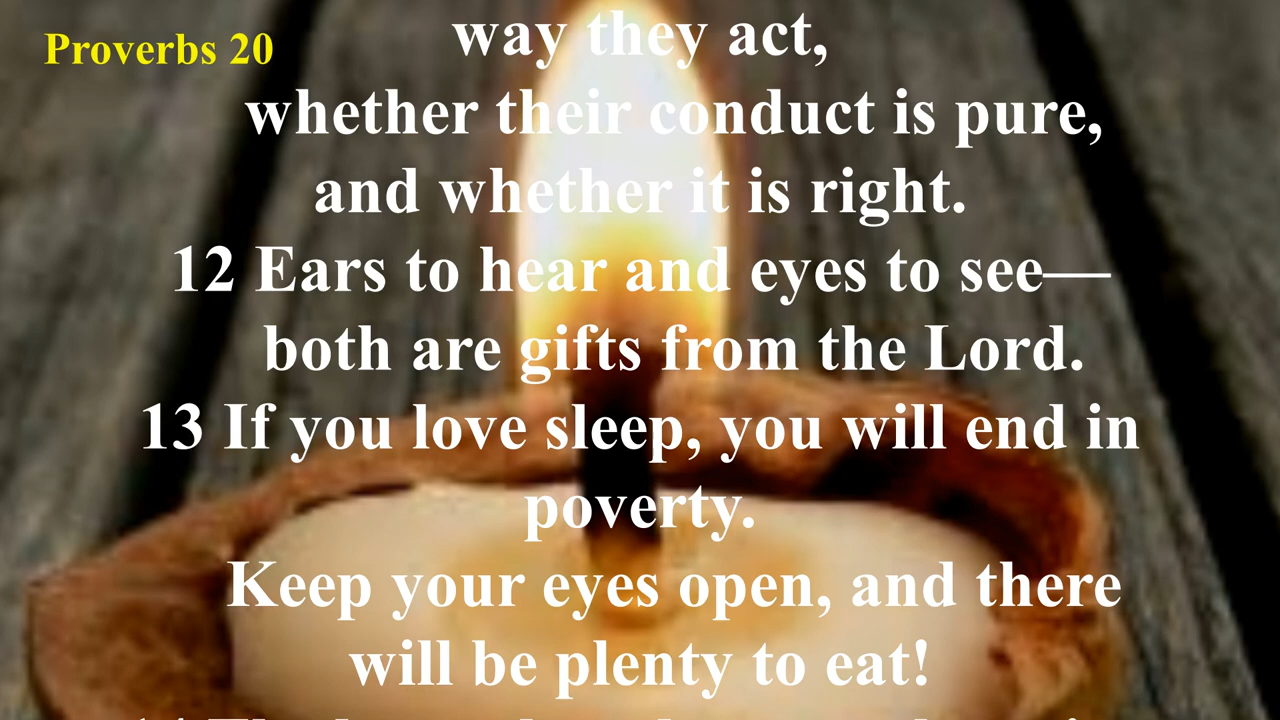 Proverbs 20
way they act,
whether their conduct is pure,
and whether it is right.
12 Ears to hear and eyes to see—
both are gifts from the Lord.
13 If you love sleep, you will end in
poverty.
Keep your eyes open, and there
will be plenty to eat!